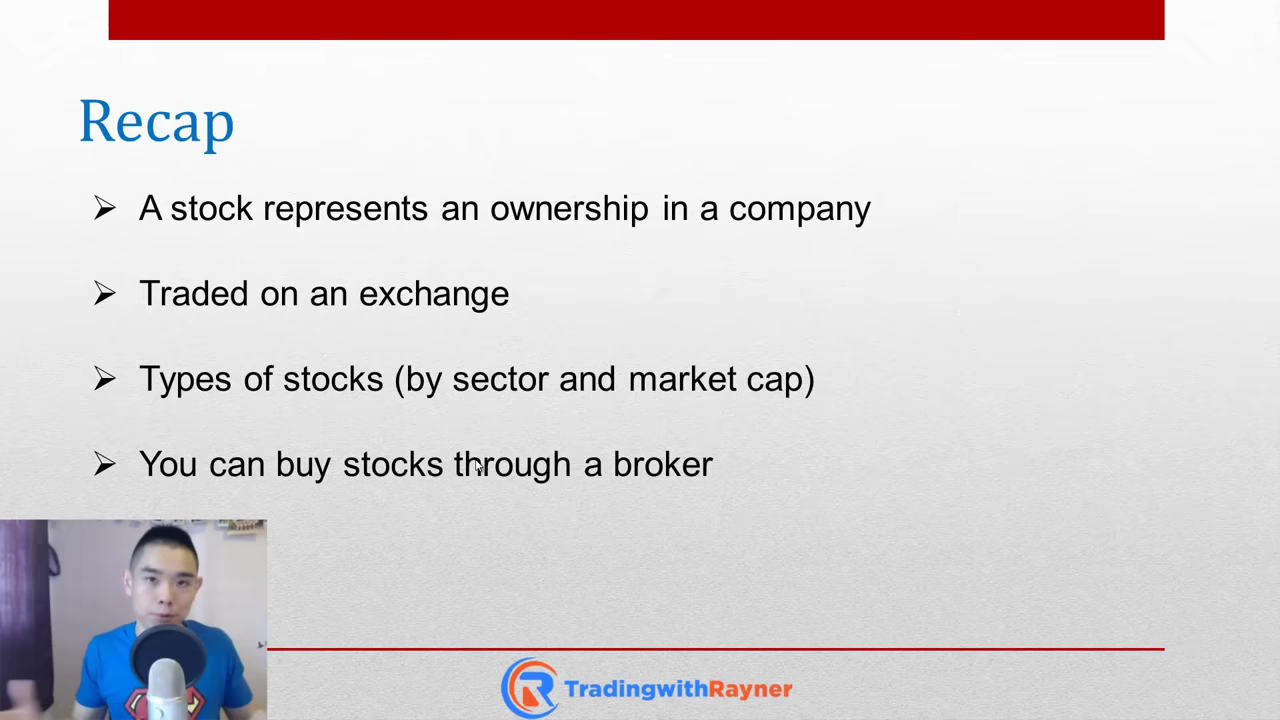 Recap
A stock represents an ownership in a company
Traded on an exchange
Types of stocks (by sector and market cap)
You can buy stocks through a broker
TradingwithRayner